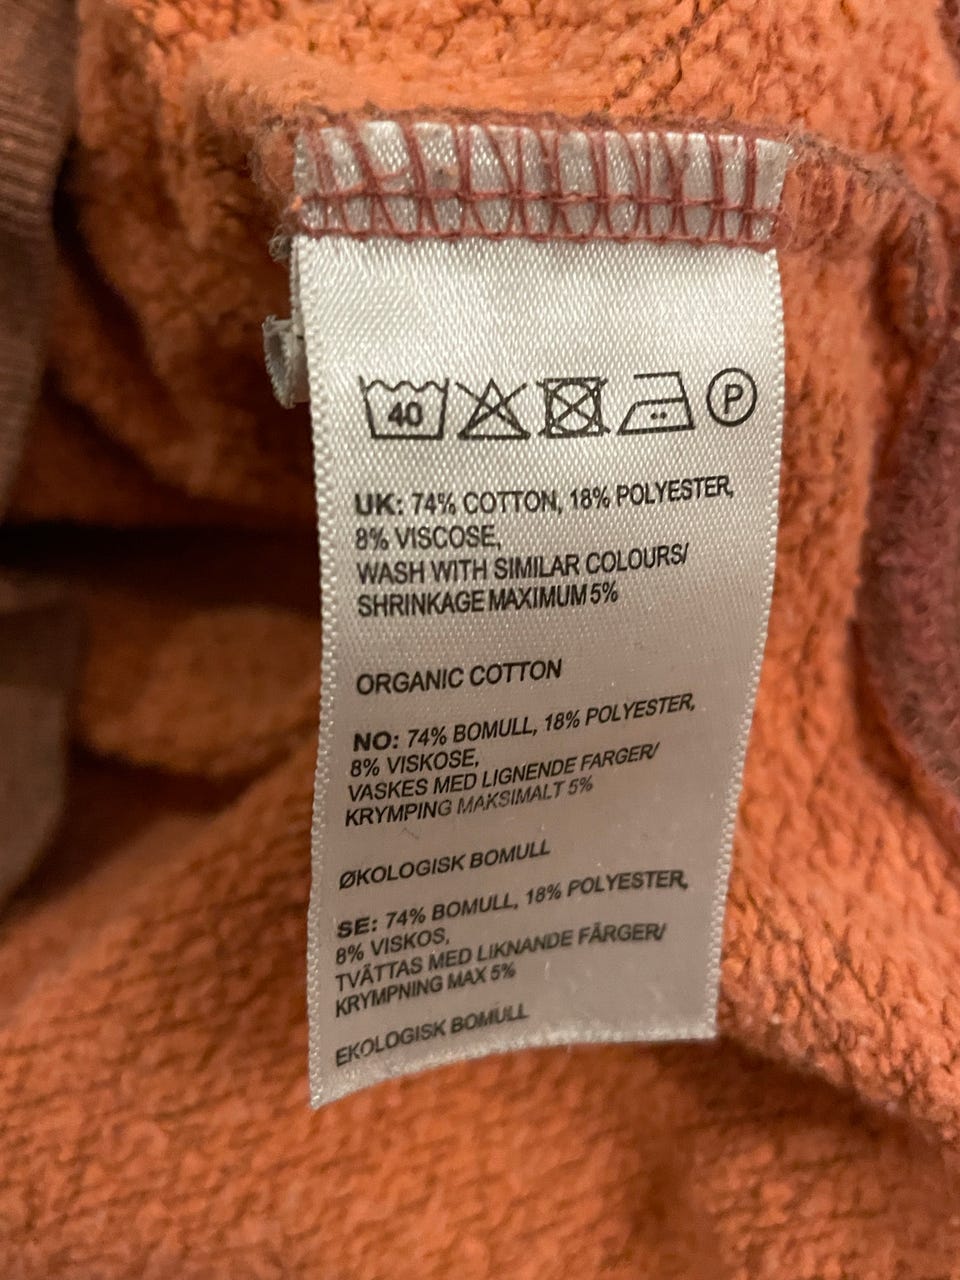 40 P
UK: 74% COTTON, 18% POLYESTER,
8% VISCOSE,
WASH WITH SIMILAR COLOURS/
SHRINKAGE MAXIMUM 5%
ORGANIC COTTON
NO: 74% BOMULL, 18% POLYESTER,
8% VISKOSE,
VASKES MED LIGNENDE FARGER/
KRYMPING MAKSIMALT 5%
ØKOLOGISK BOMULL
SE: 74% BOMULL, 18% POLYESTER,
8% VISKOS,
TVÄTTAS MED LIKNANDE FÄRGER/
KRYMPNING MAX 5%
EKOLOGISK BOMULL